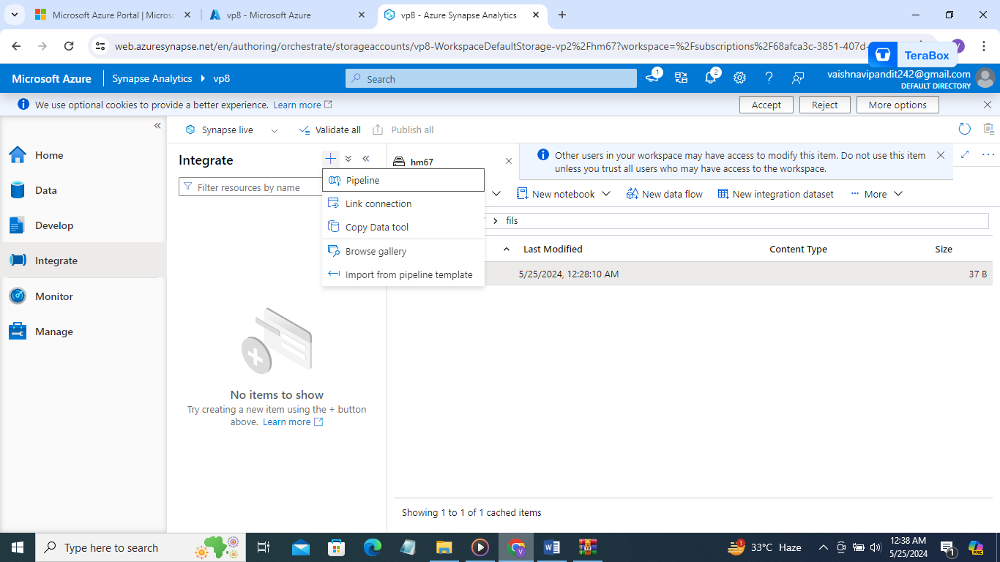 Microsoft Azure Portal | Microso
vp8 - Microsoft Azure
vp8 - Azure Synapse Analytics
web.azuresynapse.net/en/authoring/orchestrate/storageaccounts/vp8-WorkspaceDefaultStorage-vp2%2Fhm67?workspace=%2Fsubscriptions%2F68afca3c-3851-407d-
V
TeraBox
Microsoft Azure
Synapse Analytics
vp8
Search
1
2
vaishnavipandit242@gmail.com
DEFAULT DIRECTORY
We use optional cookies to provide a better experience. Learn more
Accept
Reject
More options
Home
Data
Develop
Integrate
Monitor
Manage
Synapse live
Validate all
Publish all
Integrate
Filter resources by name
Pipeline
Link connection
Copy Data tool
Browse gallery
Import from pipeline template
No items to show
Try creating a new item using the + button
above. Learn more
hm67
Other users in your workspace may have access to modify this item. Do not use this item
unless you trust all users who may have access to the workspace.
New notebook
New data flow
New integration dataset
More
fils
Last Modified
Content Type
Size
5/25/2024, 12:28:10 AM
37 B
Showing 1 to 1 of 1 cached items
Type here to search
33°C Haze
12:38 AM
5/25/2024
1